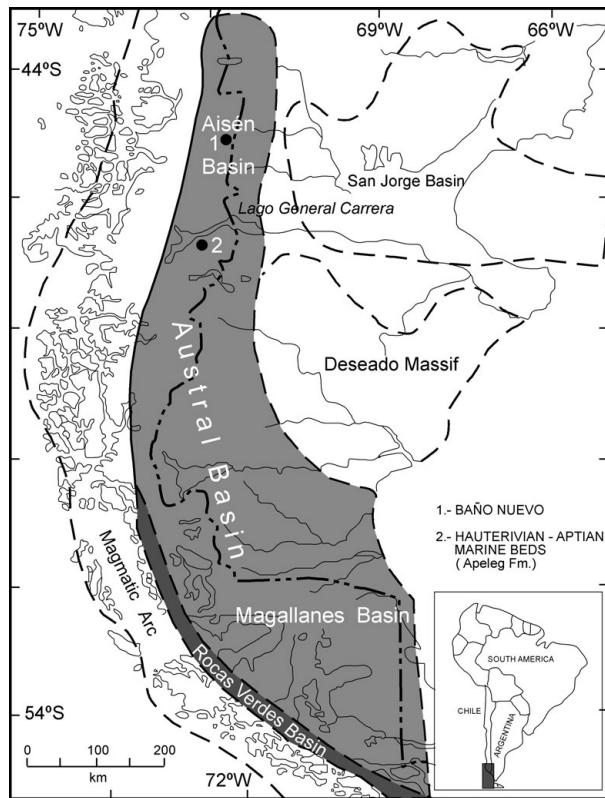 75ºW
69ºW
66ºW
44ºS
Aisén
1
Basin
San Jorge Basin
Lago General Carrera
2
Deseado Massif
Austral Basin
1.- BAÑO NUEVO
2.- HAUTERIVIAN - APTIAN
MARINE BEDS
( Apeleg Fm.)
Magmatic Arc
Magallanes Basin
Rocas Verdes Basin
SOUTH AMERICA
CHILE
ARGENTINA
54ºS
0 100 200
km
72ºW